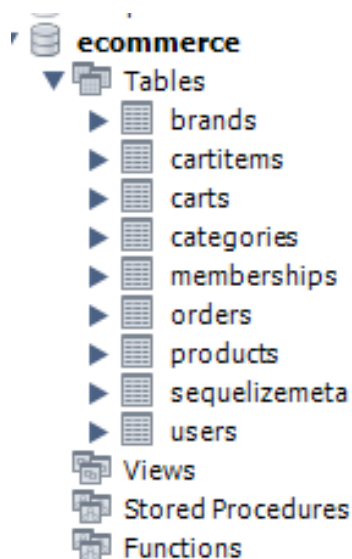 ecommerce
Tables
brands
cartitems
carts
categories
memberships
orders
products
sequelizemeta
users
Views
Stored Procedures
Functions